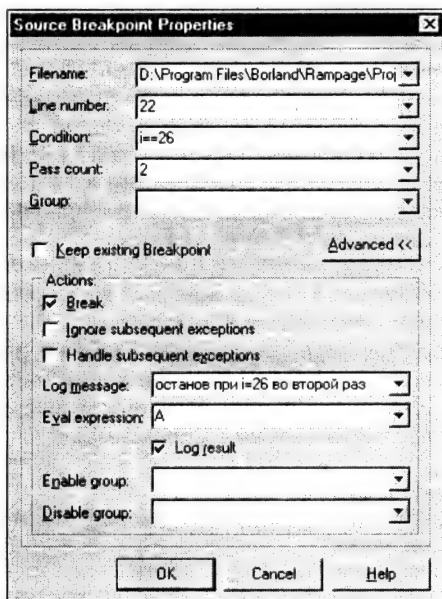 Source Breakpoint Properties
Filename: D:\Program Files\Borland\Rampage\Proj
Line number: 22
Condition: i==26
Pass count: 2
Group:
Keep existing Breakpoint
Advanced <<
Actions:
Break
Ignore subsequent exceptions
Handle subsequent exceptions
Log message: останов при i=26 во второй раз
Eval expression: A
Log result
Enable group:
Disable group:
OK Cancel Help